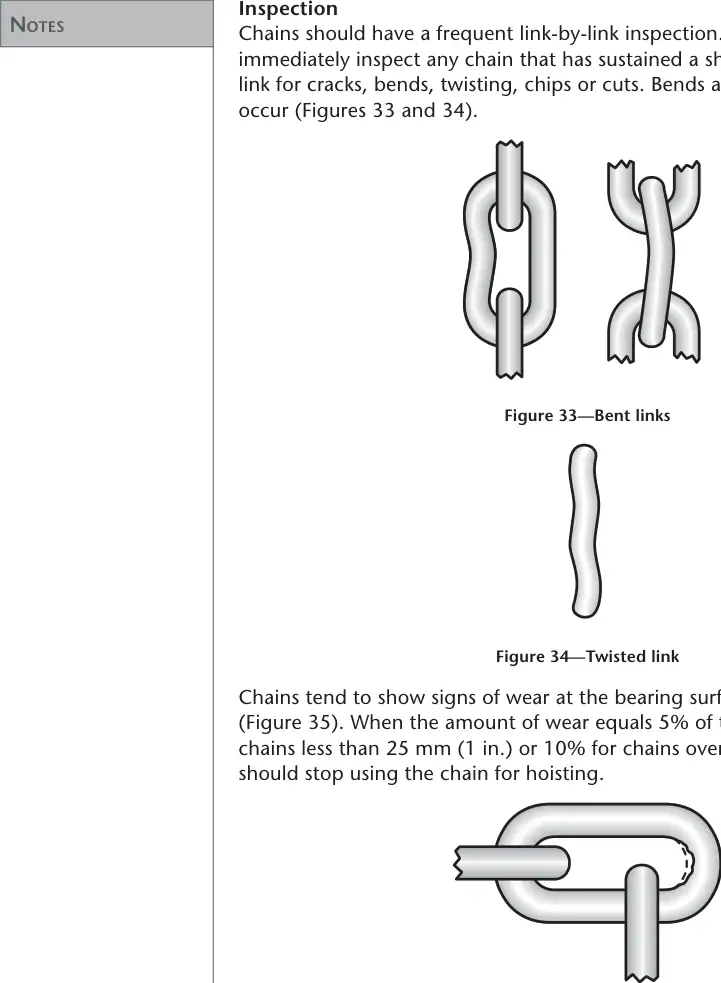 NOTES
Inspection
Chains should have a frequent link-by-link inspection.
immediately inspect any chain that has sustained a
link for cracks, bends, twisting, chips or cuts. Bends
occur (Figures 33 and 34).
Figure 33—Bent links
Figure 34—Twisted link
Chains tend to show signs of wear at the bearing
(Figure 35). When the amount of wear equals 5% of
chains less than 25 mm (1 in.) or 10% for chains over
should stop using the chain for hoisting.